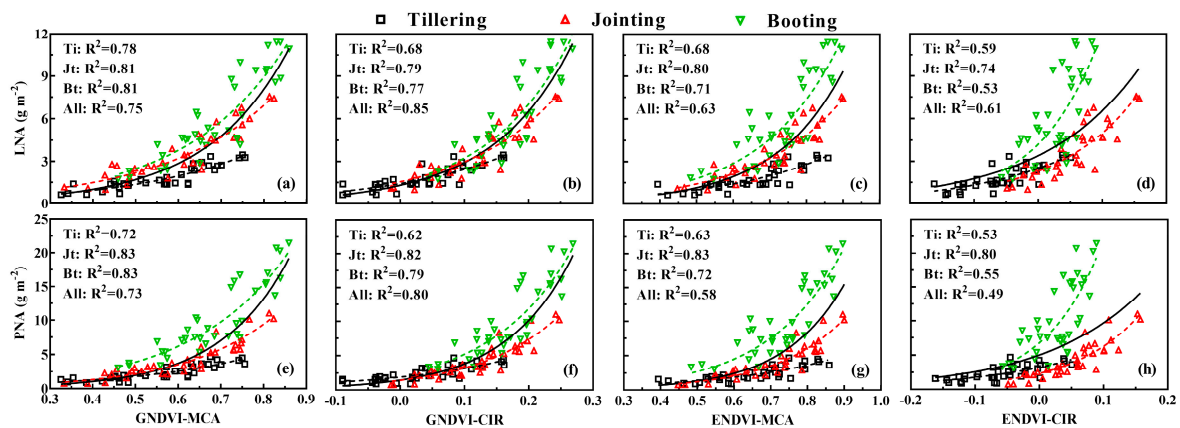 Tillering Jointing Booting
LNA (g m⁻²)
12
9
6
3
0
Ti: R²=0.78
Jt: R²=0.81
Bt: R²=0.81
All: R²=0.75
(a)
Ti: R²=0.68
Jt: R²=0.79
Bt: R²=0.77
All: R²=0.85
(b)
Ti: R²=0.68
Jt: R²=0.80
Bt: R²=0.71
All: R²=0.63
(c)
Ti: R²=0.59
Jt: R²=0.74
Bt: R²=0.53
All: R²=0.61
(d)
PNA (g m⁻²)
25
20
15
10
5
0
Ti: R²=0.72
Jt: R²=0.83
Bt: R²=0.83
All: R²=0.73
(e)
Ti: R²=0.62
Jt: R²=0.82
Bt: R²=0.79
All: R²=0.80
(f)
Ti: R²=0.63
Jt: R²=0.83
Bt: R²=0.72
All: R²=0.58
(g)
Ti: R²=0.53
Jt: R²=0.80
Bt: R²=0.55
All: R²=0.49
(h)
0.3 0.4 0.5 0.6 0.7 0.8 0.9
-0.1 0.0 0.1 0.2 0.3
0.3 0.4 0.5 0.6 0.7 0.8 0.9 1.0
-0.2 -0.1 0.0 0.1 0.2
GNDVI-MCA
GNDVI-CIR
ENDVI-MCA
ENDVI-CIR